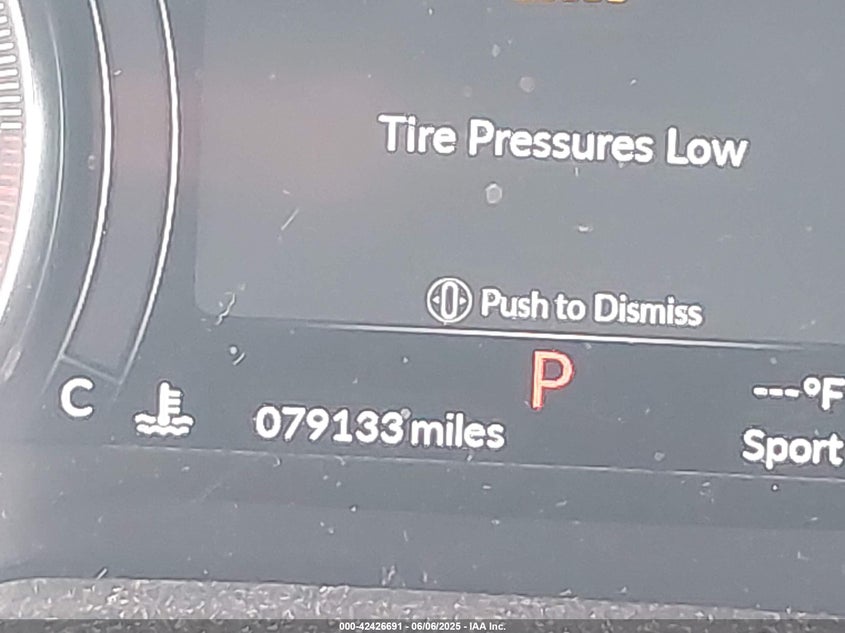 Tire Pressures Low
Push to Dismiss
P
C
---°F
079133 miles
Sport
000-42426691 - 06/06/2025 - IAA Inc.